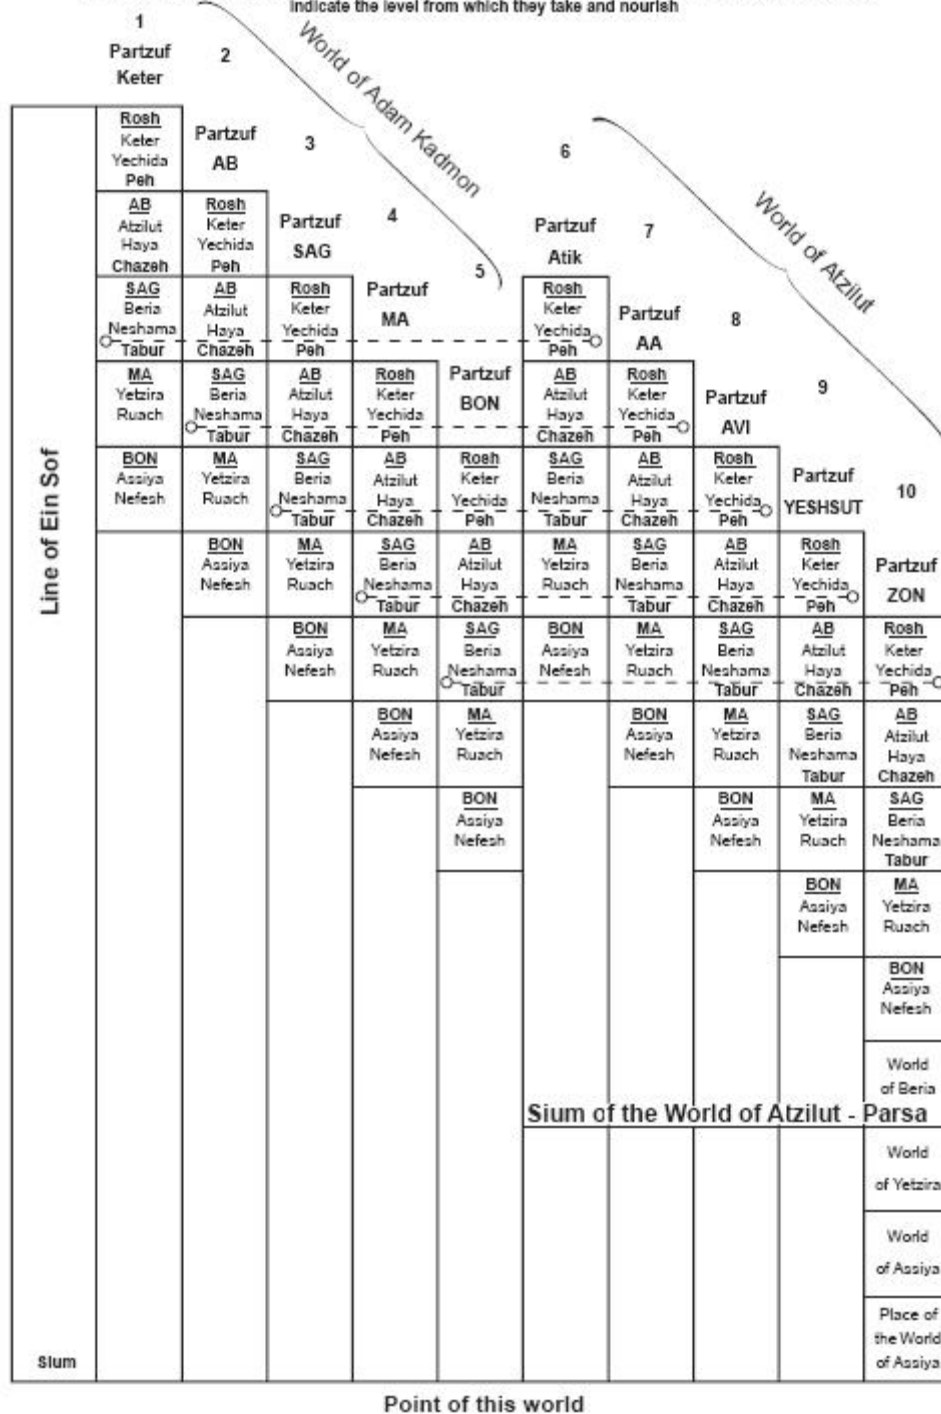 indicate the level from which they take and nourish
1
Partzuf
Keter
2
Partzuf
AB
3
Partzuf
SAG
4
Partzuf
MA
5
Partzuf
BON
World of Adam Kadmon
6
Partzuf
Atik
7
Partzuf
AA
8
Partzuf
AVI
9
Partzuf
YESHSUT
10
Partzuf
ZON
World of Atzilut
Line of Ein Sof
Sium
Rosh
Keter
Yechida
Peh
AB
Atzilut
Haya
Chazeh
SAG
Beria
Neshama
Tabur
MA
Yetzira
Ruach
BON
Assiya
Nefesh
Rosh
Keter
Yechida
Peh
AB
Atzilut
Haya
Chazeh
SAG
Beria
Neshama
Tabur
MA
Yetzira
Ruach
BON
Assiya
Nefesh
Rosh
Keter
Yechida
Peh
AB
Atzilut
Haya
Chazeh
SAG
Beria
Neshama
Tabur
MA
Yetzira
Ruach
BON
Assiya
Nefesh
Rosh
Keter
Yechida
Peh
AB
Atzilut
Haya
Chazeh
SAG
Beria
Neshama
Tabur
MA
Yetzira
Ruach
BON
Assiya
Nefesh
Rosh
Keter
Yechida
Peh
AB
Atzilut
Haya
Chazeh
SAG
Beria
Neshama
Tabur
MA
Yetzira
Ruach
BON
Assiya
Nefesh
Rosh
Keter
Yechida
Peh
AB
Atzilut
Haya
Chazeh
SAG
Beria
Neshama
Tabur
MA
Yetzira
Ruach
BON
Assiya
Nefesh
Rosh
Keter
Yechida
Peh
AB
Atzilut
Haya
Chazeh
SAG
Beria
Neshama
Tabur
MA
Yetzira
Ruach
BON
Assiya
Nefesh
Rosh
Keter
Yechida
Peh
AB
Atzilut
Haya
Chazeh
SAG
Beria
Neshama
Tabur
MA
Yetzira
Ruach
BON
Assiya
Nefesh
Rosh
Keter
Yechida
Peh
AB
Atzilut
Haya
Chazeh
SAG
Beria
Neshama
Tabur
MA
Yetzira
Ruach
BON
Assiya
Nefesh
Rosh
Keter
Yechida
Peh
AB
Atzilut
Haya
Chazeh
SAG
Beria
Neshama
Tabur
MA
Yetzira
Ruach
BON
Assiya
Nefesh
World
of Beria
Sium of the World of Atzilut - Parsa
World
of Yetzira
World
of Assiya
Place of
the World
of Assiya
Point of this world